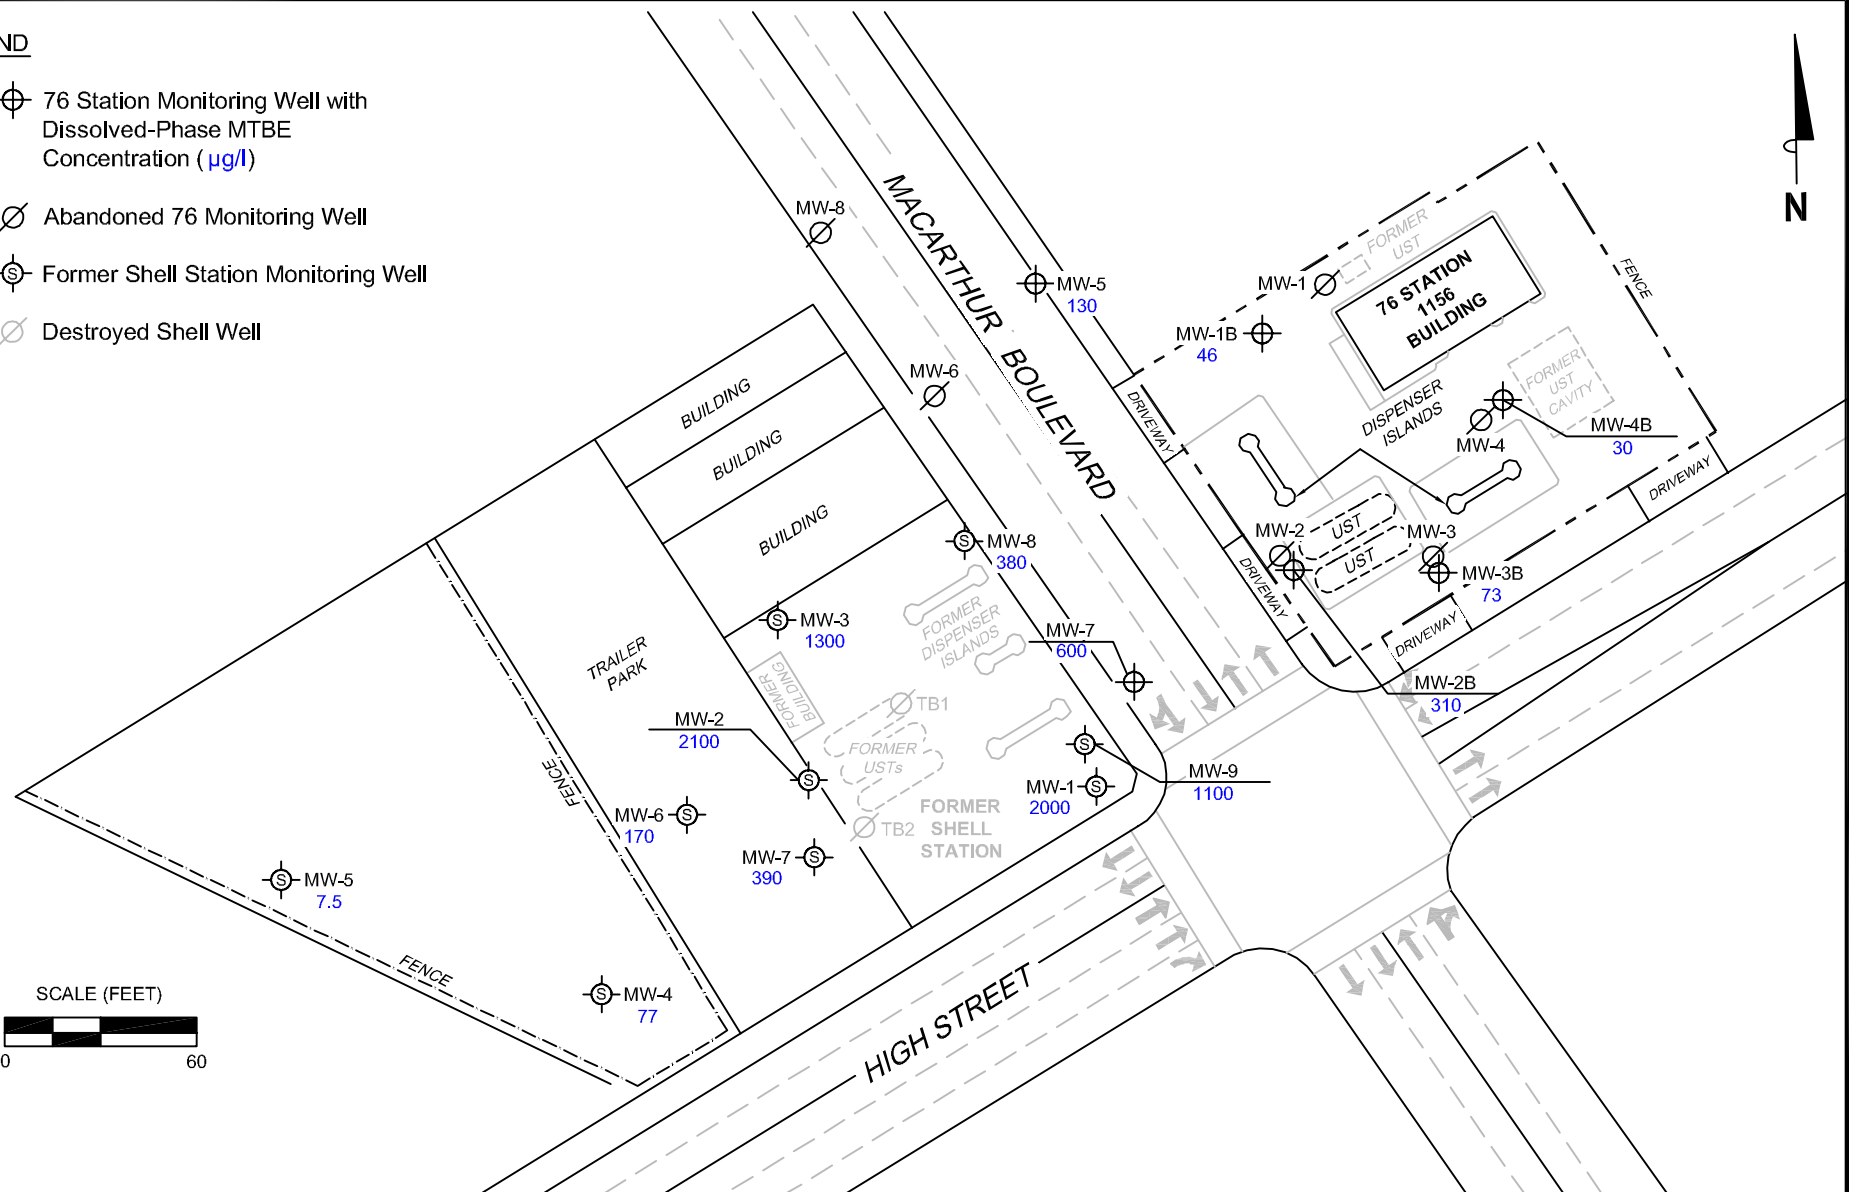 ND
76 Station Monitoring Well with
Dissolved-Phase MTBE
Concentration (µg/l)
Abandoned 76 Monitoring Well
S
Former Shell Station Monitoring Well
Destroyed Shell Well
N
MW-8
MACARTHUR BOULEVARD
MW-5
130
MW-1
MW-1B
46
FORMER
UST
76 STATION
1156
BUILDING
FENCE
MW-6
DRIVEWAY
DISPENSER
ISLANDS
FORMER
UST
CAVITY
MW-4
MW-4B
30
DRIVEWAY
BUILDING
BUILDING
BUILDING
MW-2
UST
UST
MW-3
MW-3B
73
DRIVEWAY
DRIVEWAY
MW-2B
310
S
MW-8
380
FORMER
DISPENSER
ISLANDS
S
MW-3
1300
TRAILER
PARK
FORMER
BUILDING
MW-7
600
TB1
MW-2
2100
S
FORMER
USTs
S
MW-9
1100
MW-1
2000
S
FENCE
MW-6
170
S
TB2
FORMER
SHELL
STATION
MW-7
390
S
S
MW-5
7.5
FENCE
S
MW-4
77
HIGH STREET
SCALE (FEET)
0
60